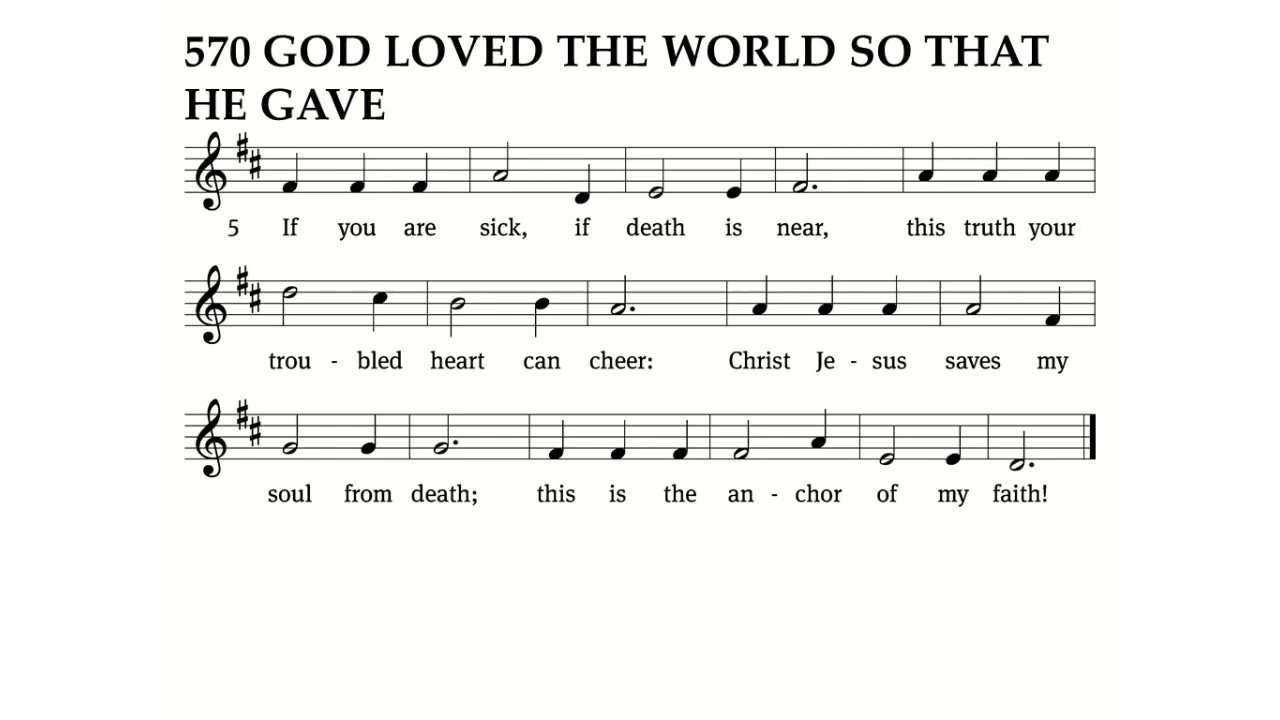 570 GOD LOVED THE WORLD SO THAT
HE GAVE
5 If you are sick, if death is near, this truth your
trou - bled heart can cheer: Christ Je - sus saves my
soul from death; this is the an - chor of my faith!